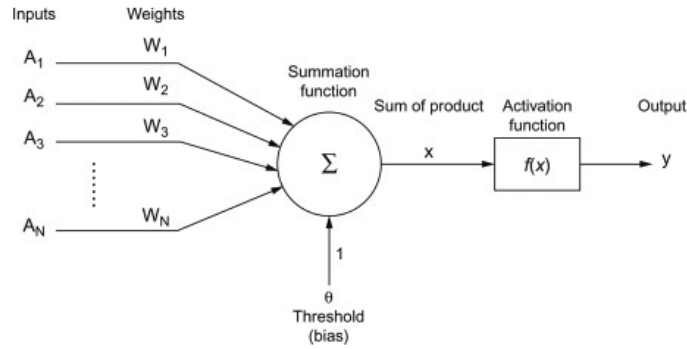 Inputs
Weights
A1
W1
A2
W2
A3
W3
AN
WN
Summation
function
Σ
1
θ
Threshold
(bias)
Sum of product
x
Activation
function
f(x)
Output
y